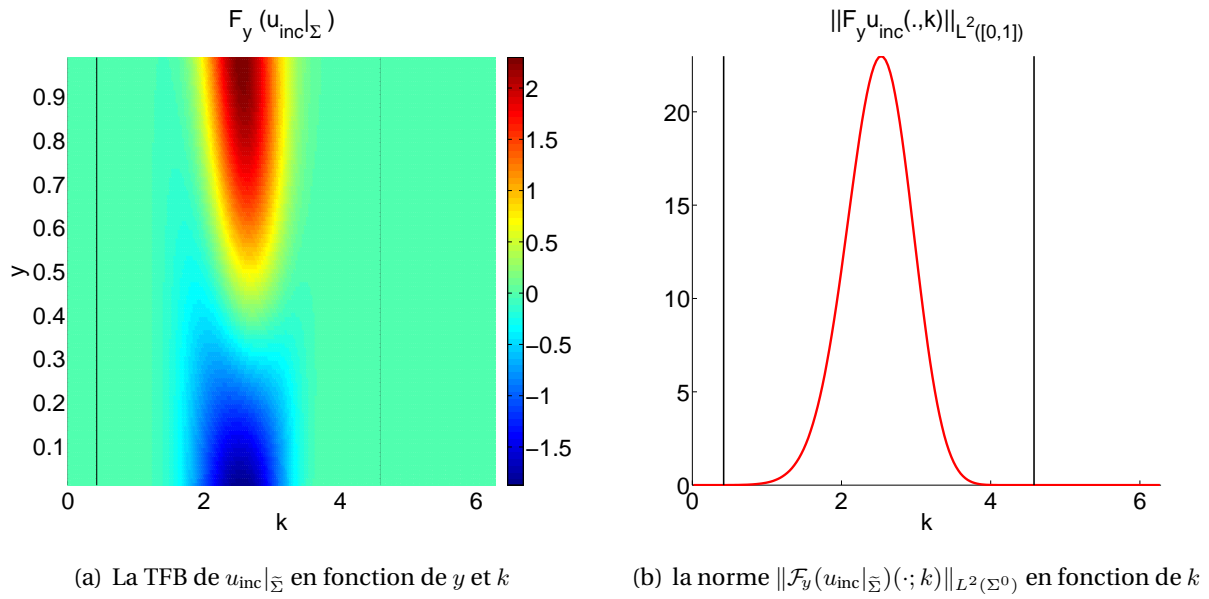 F_y (u_inc|_Σ )
0.9
0.8
0.7
0.6
0.5
0.4
0.3
0.2
0.1
y
0 2 4 6
k
2
1.5
1
0.5
0
−0.5
−1
−1.5
||F_y u_inc(.,k)||_L²([0,1])
20
15
10
5
0
0 2 4 6
k
(a) La TFB de u_inc|_Σ̃ en fonction de y et k
(b) la norme ‖ℱ_y(u_inc|_Σ̃)(·; k)‖_L²(Σ⁰) en fonction de k